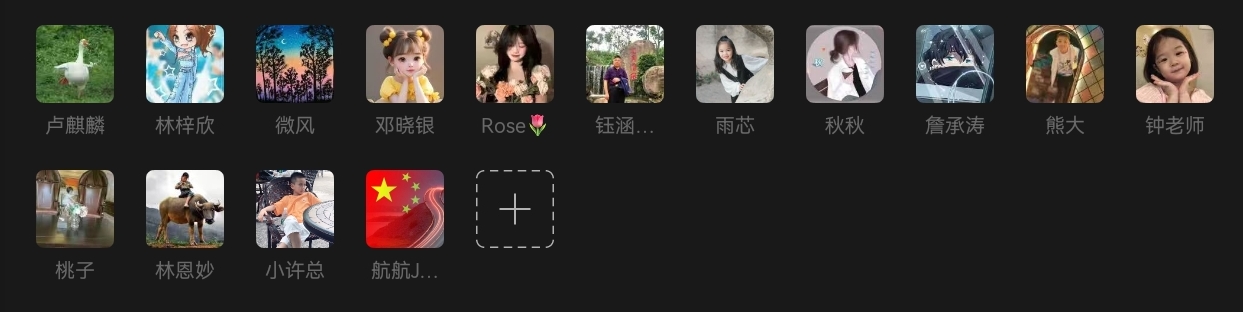 卢麒麟 林梓欣 微风 邓晓银 Rose🌷 钰涵... 雨芯 秋秋 詹承涛 熊大 钟老师
桃子 林恩妙 小许总 航航J...